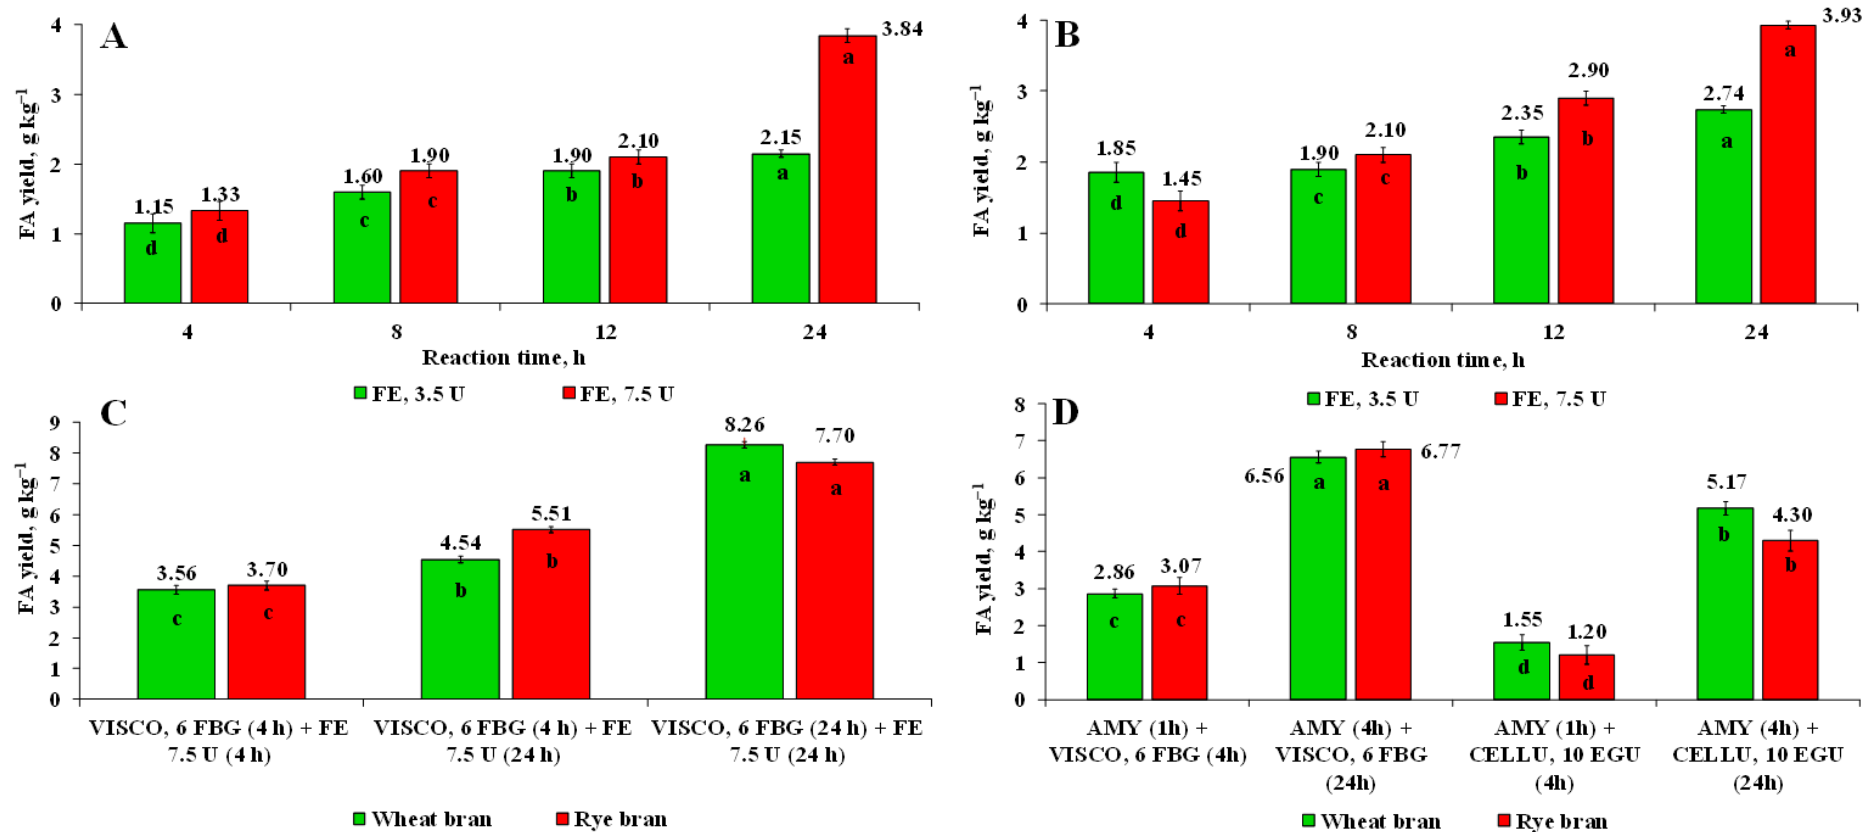 A
FA yield, g kg⁻¹
4
3
2
1
0
1.15
1.33
1.60
1.90
1.90
2.10
2.15
3.84
d
d
c
c
b
b
a
a
4
8
12
24
Reaction time, h
FE, 3.5 U
FE, 7.5 U
B
FA yield, g kg⁻¹
4
3
2
1
0
1.85
1.45
1.90
2.10
2.35
2.90
2.74
3.93
d
d
c
c
b
b
a
a
4
8
12
24
Reaction time, h
FE, 3.5 U
FE, 7.5 U
C
FA yield, g kg⁻¹
9
8
7
6
5
4
3
2
1
0
3.56
3.70
4.54
5.51
8.26
7.70
c
c
b
b
a
a
VISCO, 6 FBG (4 h) + FE
7.5 U (4 h)
VISCO, 6 FBG (4 h) + FE
7.5 U (24 h)
VISCO, 6 FBG (24 h) + FE
7.5 U (24 h)
Wheat bran
Rye bran
D
FA yield, g kg⁻¹
8
7
6
5
4
3
2
1
0
2.86
3.07
6.56
6.77
1.55
1.20
5.17
4.30
c
c
a
a
d
d
b
b
AMY (1h) +
VISCO, 6 FBG (4h)
AMY (4h) +
VISCO, 6 FBG
(24h)
AMY (1h) +
CELLU, 10 EGU
(4h)
AMY (4h) +
CELLU, 10 EGU
(24h)
Wheat bran
Rye bran